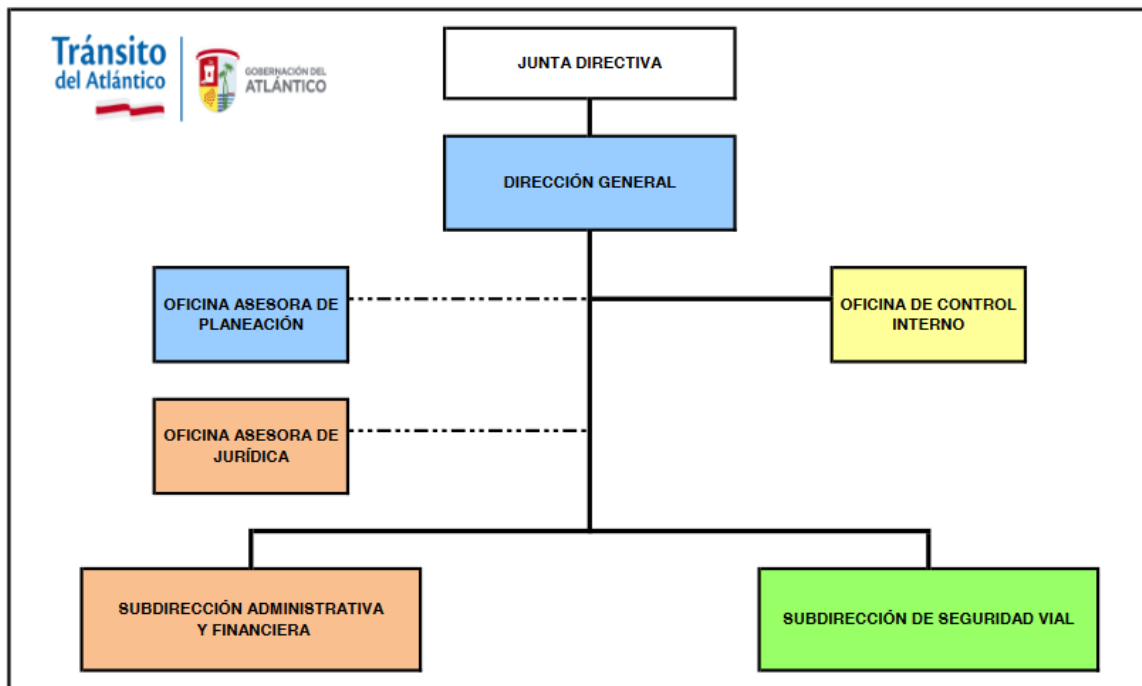 Tránsito
del Atlántico
GOBERNACIÓN DEL
ATLÁNTICO
JUNTA DIRECTIVA
DIRECCIÓN GENERAL
OFICINA ASESORA DE
PLANEACIÓN
OFICINA DE CONTROL
INTERNO
OFICINA ASESORA DE
JURÍDICA
SUBDIRECCIÓN ADMINISTRATIVA
Y FINANCIERA
SUBDIRECCIÓN DE SEGURIDAD VIAL